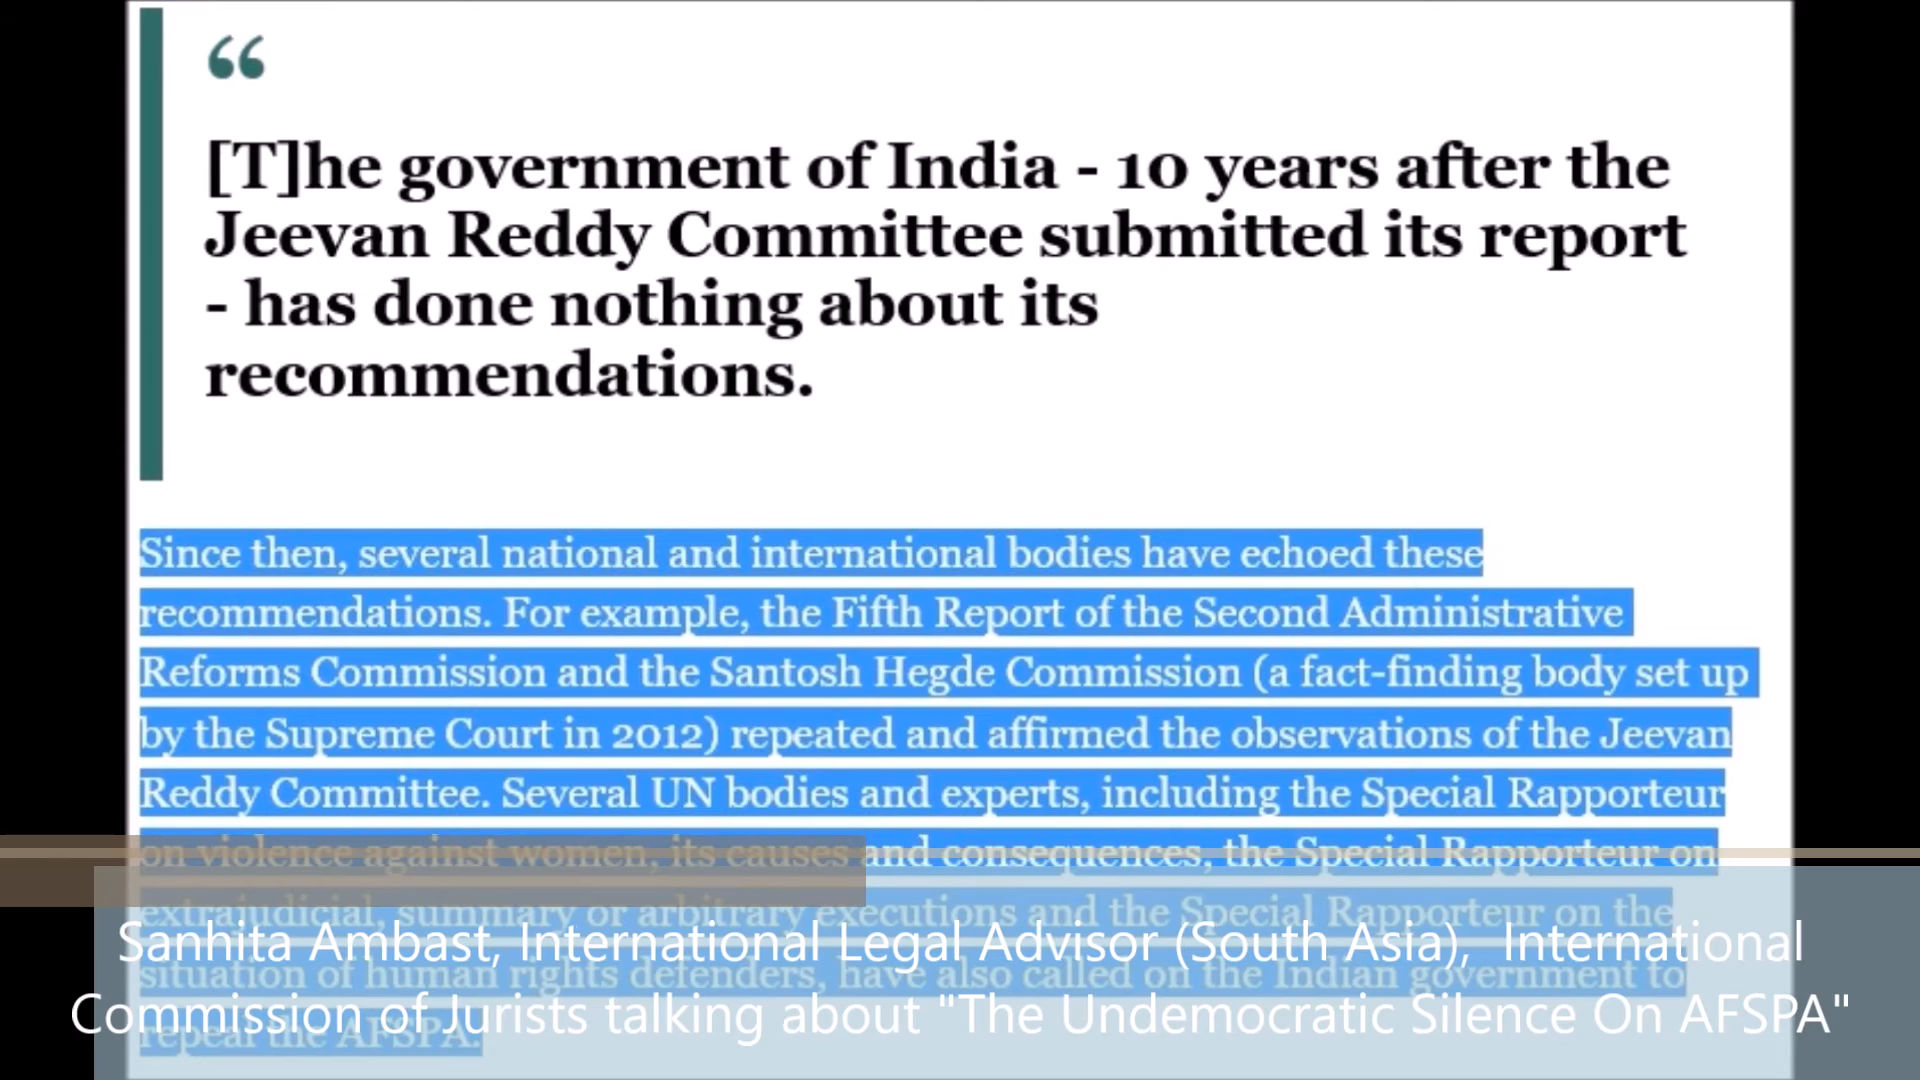 “
[T]he government of India - 10 years after the
Jeevan Reddy Committee submitted its report
- has done nothing about its
recommendations.
Since then, several national and international bodies have echoed these
recommendations. For example, the Fifth Report of the Second Administrative
Reforms Commission and the Santosh Hegde Commission (a fact-finding body set up
by the Supreme Court in 2012) repeated and affirmed the observations of the Jeevan
Reddy Committee. Several UN bodies and experts, including the Special Rapporteur
on violence against women, its causes and consequences, the Special Rapporteur on
extrajudicial, summary or arbitrary executions and the Special Rapporteur on the
situation of human rights defenders, have also called on the Indian government to
repeal the AFSPA.
Sanhita Ambast, International Legal Advisor (South Asia),  International
Commission of Jurists talking about "The Undemocratic Silence On AFSPA"